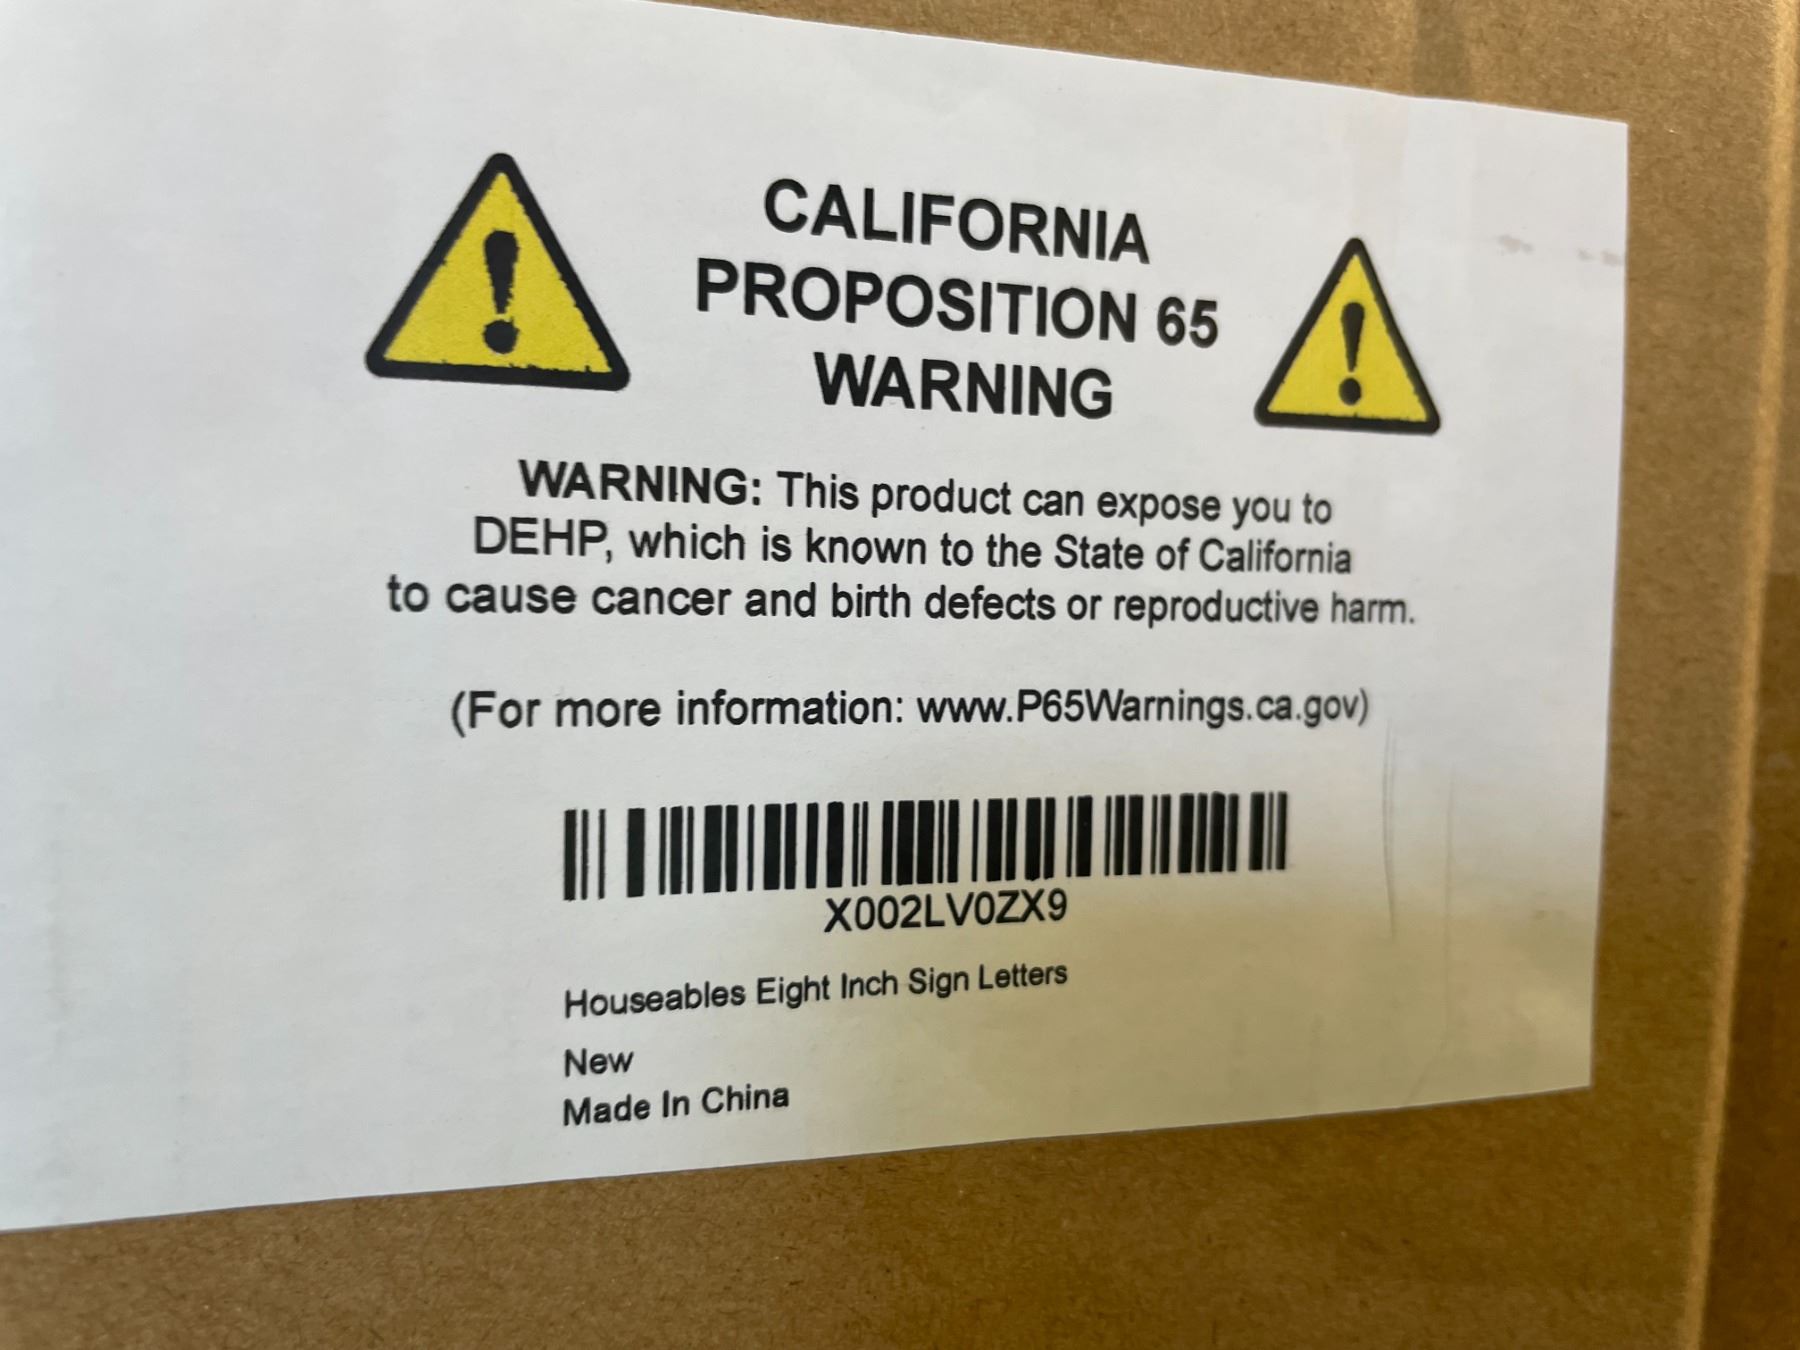 CALIFORNIA
PROPOSITION 65
WARNING
WARNING: This product can expose you to
DEHP, which is known to the State of California
to cause cancer and birth defects or reproductive harm.
(For more information: www.P65Warnings.ca.gov)
X002LV0ZX9
Houseables Eight Inch Sign Letters
New
Made In China